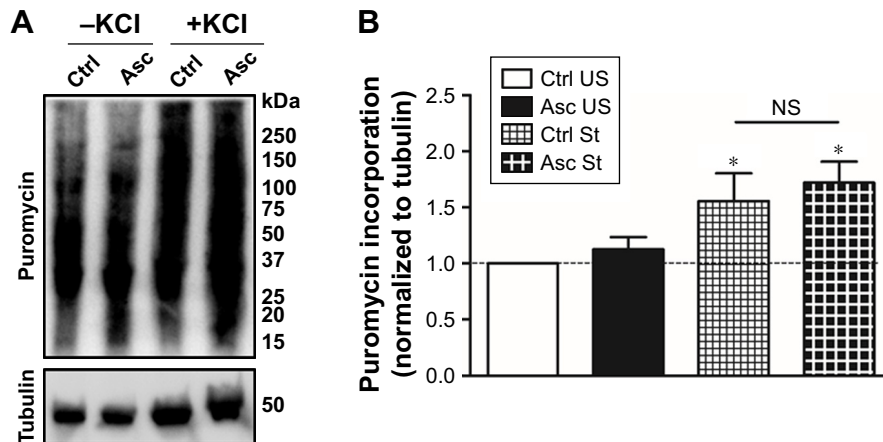 A
–KCl +KCl
Ctrl Asc Ctrl Asc
kDa
250
150
100
75
50
37
25
20
15
Puromycin
50
Tubulin
B
Puromycin incorporation
(normalized to tubulin)
2.5
2.0
1.5
1.0
0.5
0.0
Ctrl US
Asc US
Ctrl St
Asc St
NS
* *